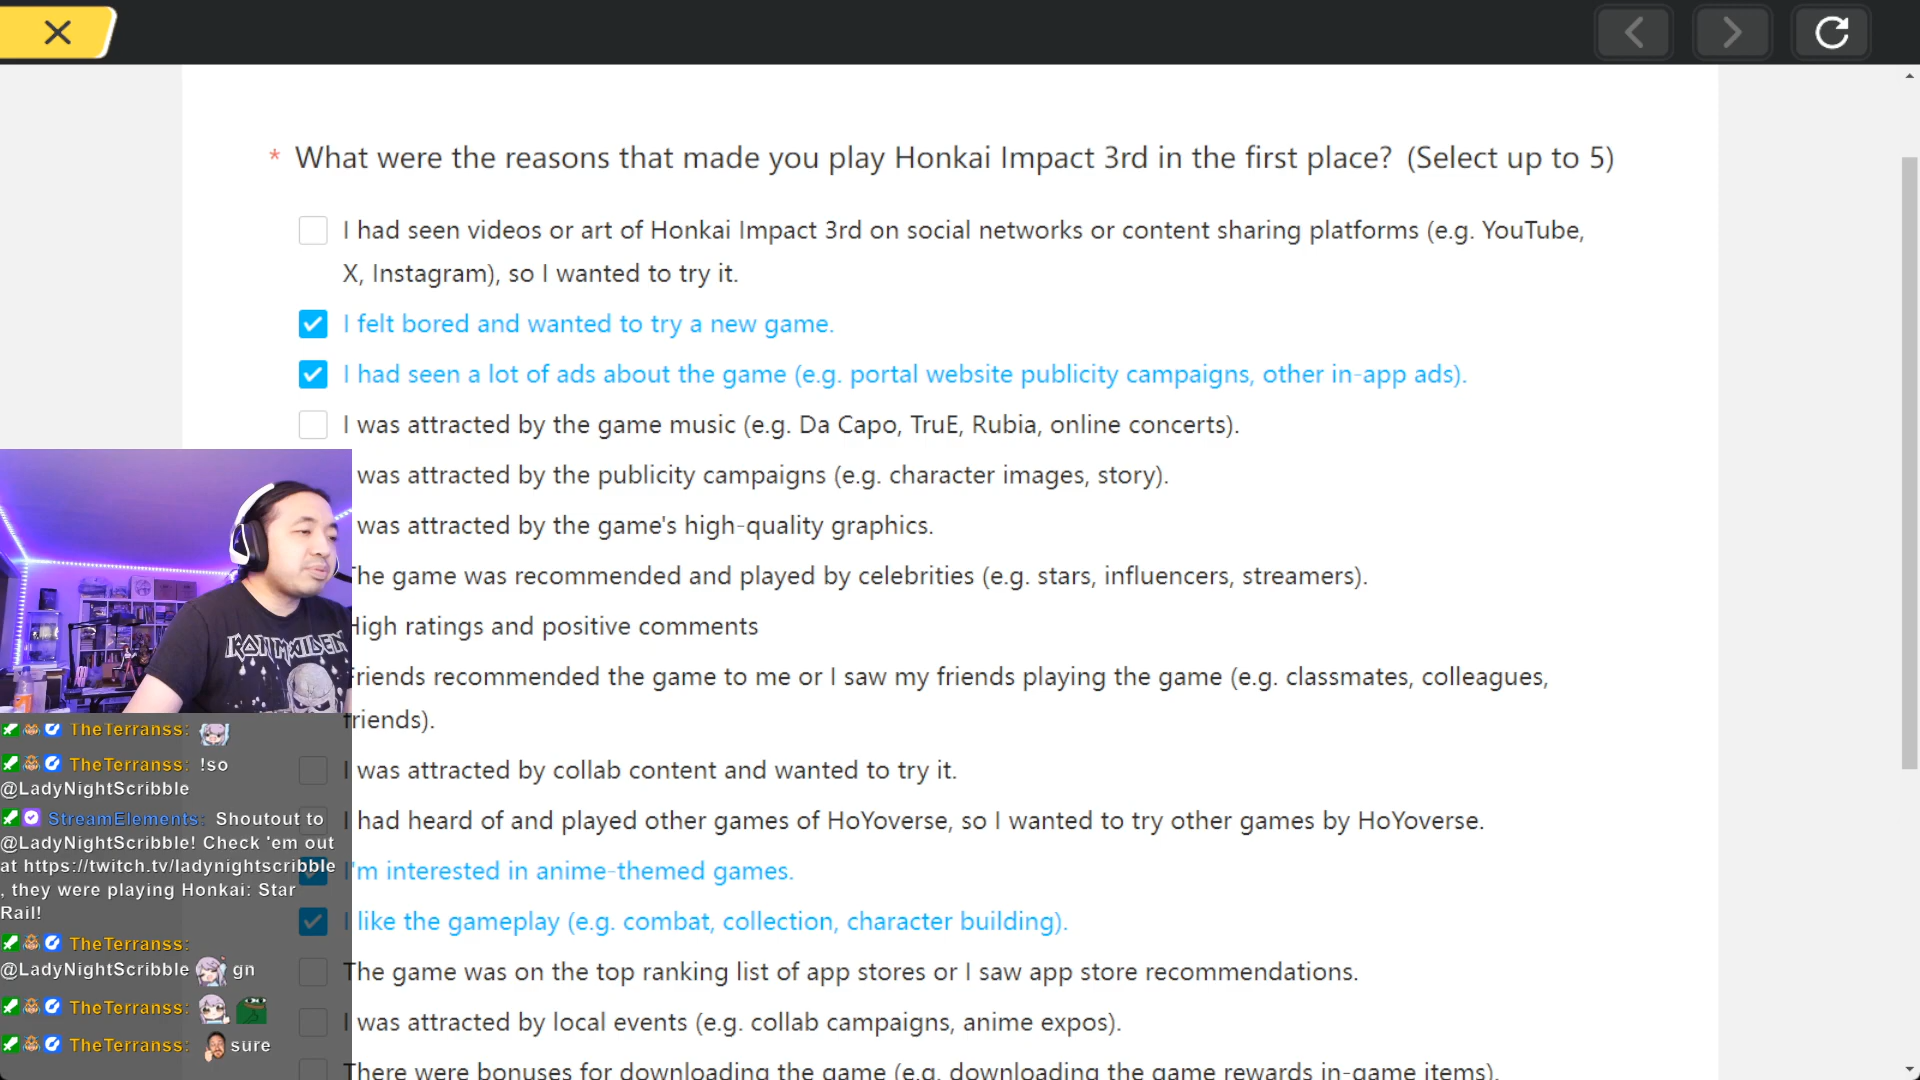 * What were the reasons that made you play Honkai Impact 3rd in the first place? (Select up to 5)
I had seen videos or art of Honkai Impact 3rd on social networks or content sharing platforms (e.g. YouTube,
X, Instagram), so I wanted to try it.
I felt bored and wanted to try a new game.
I had seen a lot of ads about the game (e.g. portal website publicity campaigns, other in-app ads).
I was attracted by the game music (e.g. Da Capo, TruE, Rubia, online concerts).
was attracted by the publicity campaigns (e.g. character images, story).
was attracted by the game's high-quality graphics.
The game was recommended and played by celebrities (e.g. stars, influencers, streamers).
High ratings and positive comments
Friends recommended the game to me or I saw my friends playing the game (e.g. classmates, colleagues,
friends).
I was attracted by collab content and wanted to try it.
I had heard of and played other games of HoYoverse, so I wanted to try other games by HoYoverse.
I'm interested in anime-themed games.
I like the gameplay (e.g. combat, collection, character building).
The game was on the top ranking list of app stores or I saw app store recommendations.
I was attracted by local events (e.g. collab campaigns, anime expos).
There were bonuses for downloading the game (e.g. downloading the game rewards in-game items).
IRON MAIDEN
TheTerranss:
TheTerranss: !so
@LadyNightScribble
StreamElements: Shoutout to
@LadyNightScribble! Check 'em out
at https://twitch.tv/ladynightscribble
, they were playing Honkai: Star
Rail!
TheTerranss:
@LadyNightScribble gn
TheTerranss:
TheTerranss: sure